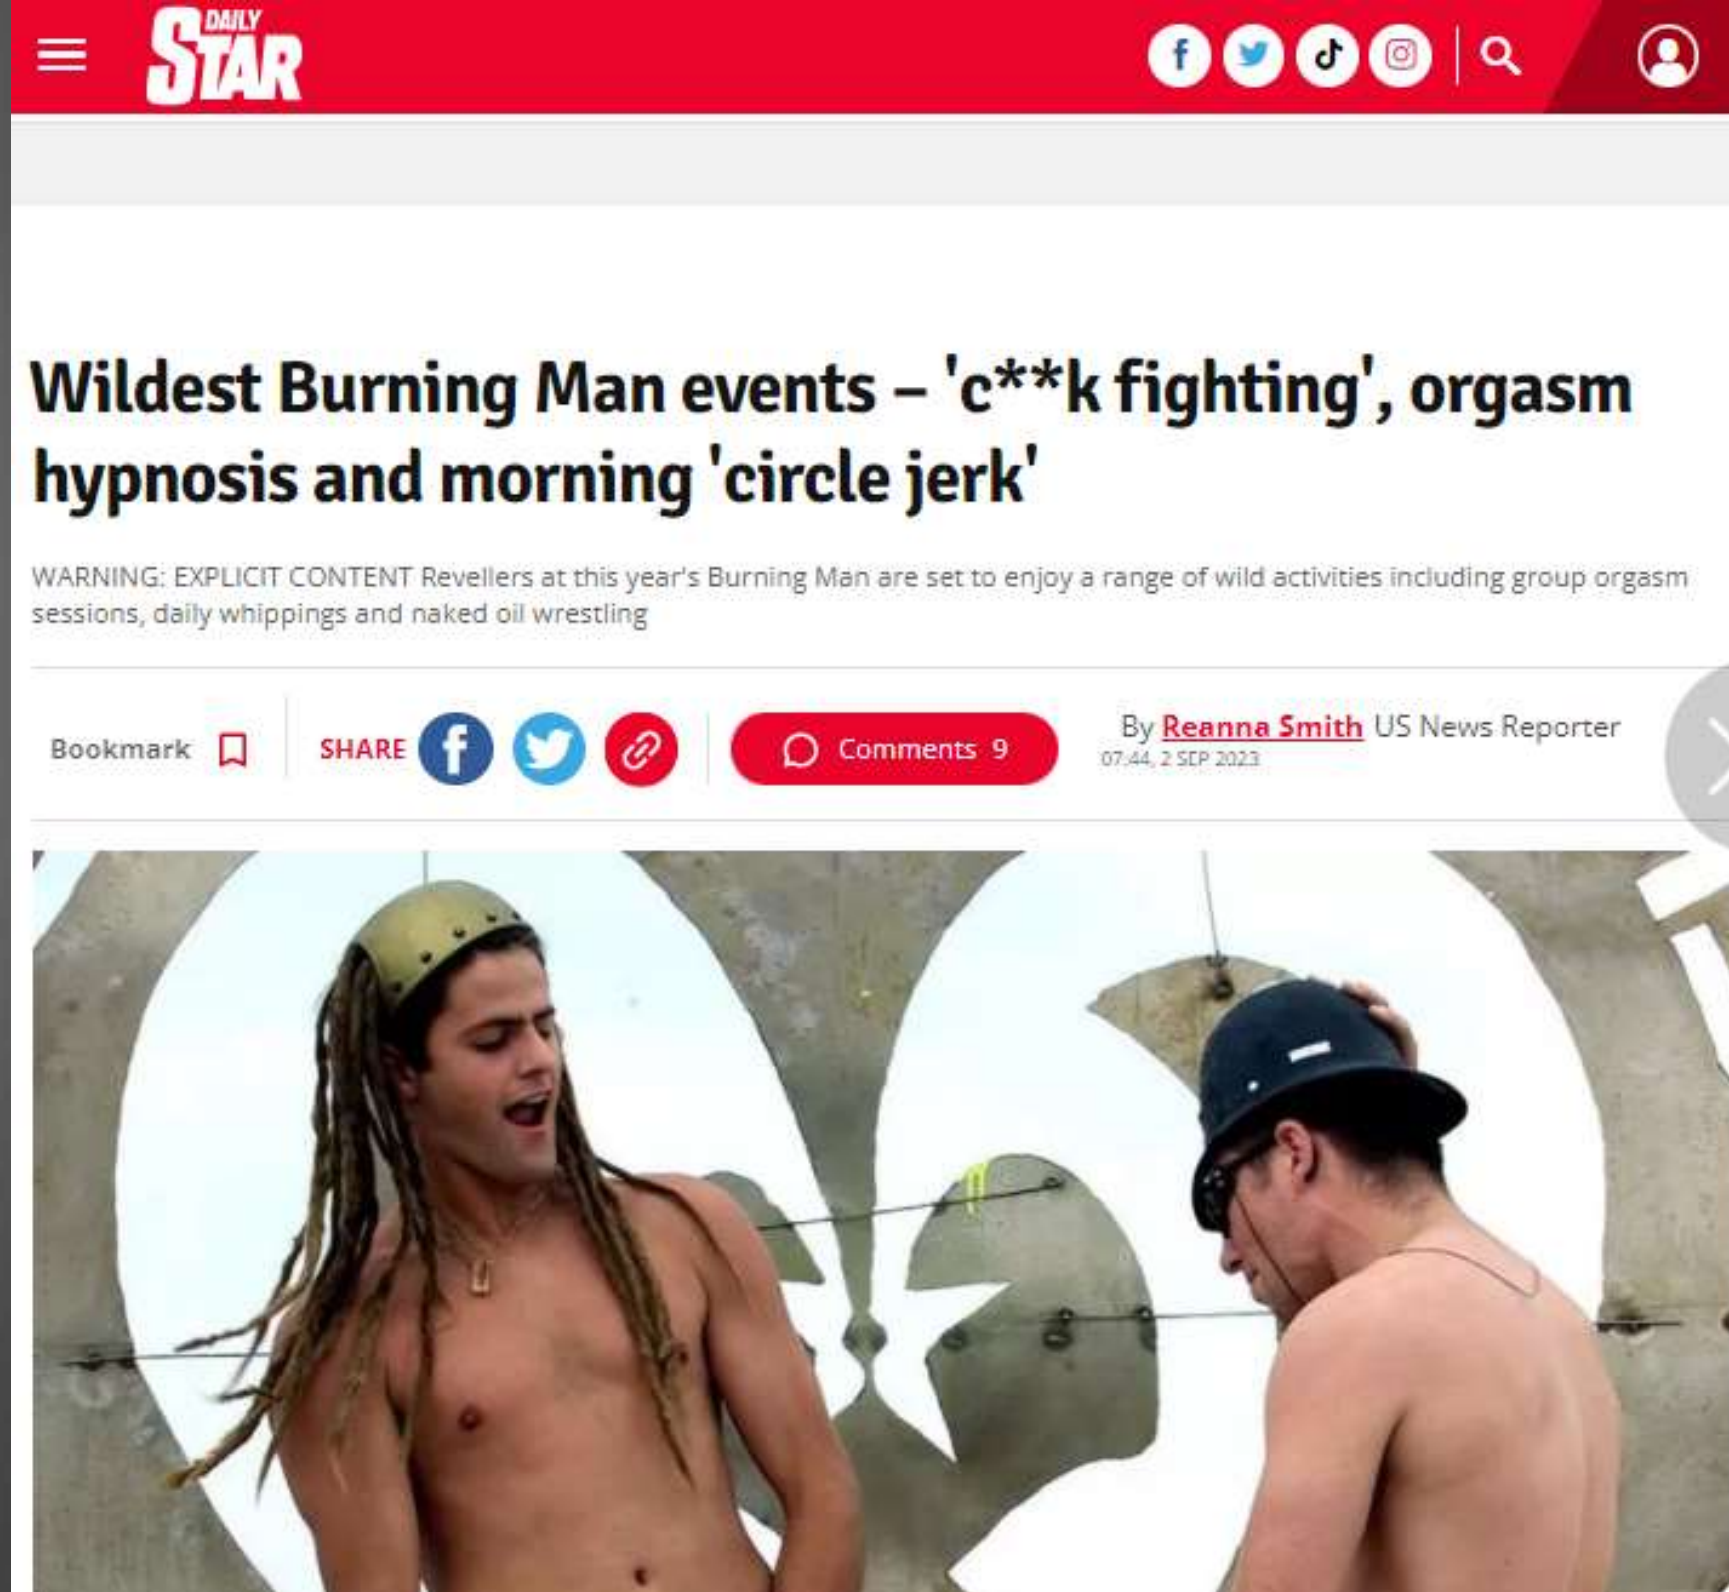 DAILY
STAR
Wildest Burning Man events – 'c**k fighting', orgasm
hypnosis and morning 'circle jerk'
WARNING: EXPLICIT CONTENT Revellers at this year's Burning Man are set to enjoy a range of wild activities including group orgasm
sessions, daily whippings and naked oil wrestling
Bookmark
SHARE
Comments 9
By Reanna Smith US News Reporter
07:44, 2 SEP 2023